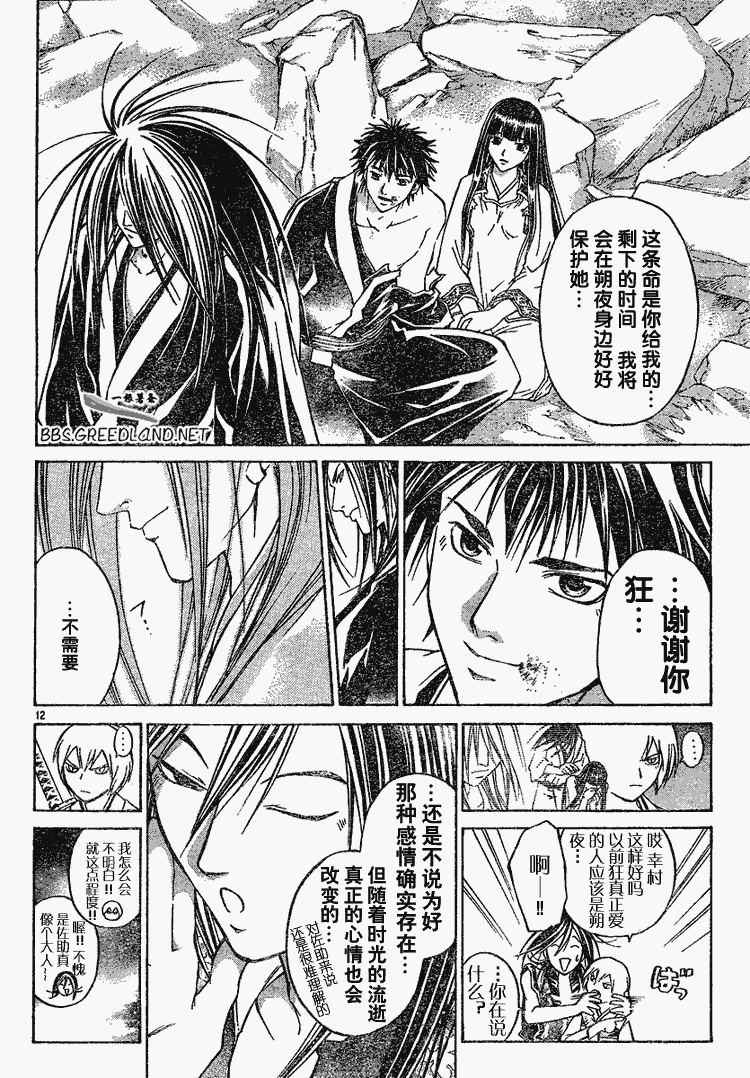 这条命是你给我的…
剩下的时间 我将
会在朔夜身边好好
保护她…
一根薯条
BBS.GREEDLAND.NET
…谢谢你
狂…
…不需要
12
…
哎 幸村
这样好吗
以前狂真正爱
的人应该是朔
夜…
啊——!!
…你在说
什么?
ばっ
…还是不说为好
那种感情确实存在…
但随着时光的流逝
真正的心情也会
改变的…
对佐助来说
还是很难理解的
…
我怎么会
不明白!!
就这点程度!!
喔!!不愧
是佐助真
像个大人~